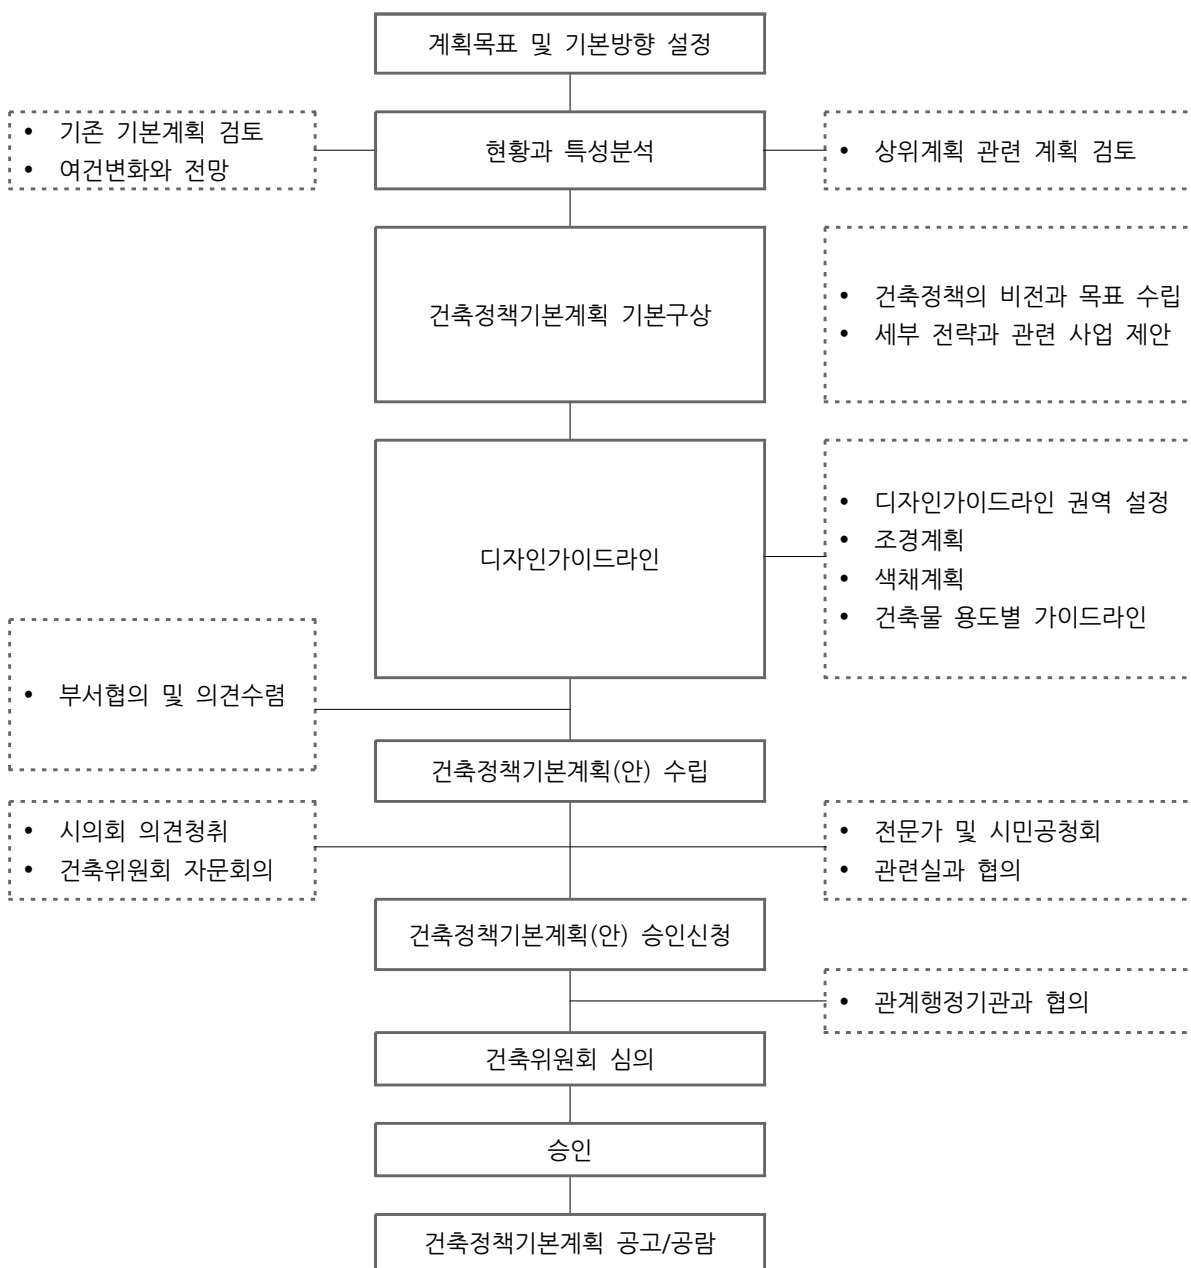 계획목표 및 기본방향 설정
• 기존 기본계획 검토
• 여건변화와 전망
현황과 특성분석
• 상위계획 관련 계획 검토
건축정책기본계획 기본구상
• 건축정책의 비전과 목표 수립
• 세부 전략과 관련 사업 제안
디자인가이드라인
• 디자인가이드라인 권역 설정
• 조경계획
• 색채계획
• 건축물 용도별 가이드라인
• 부서협의 및 의견수렴
건축정책기본계획(안) 수립
• 시의회 의견청취
• 건축위원회 자문회의
• 전문가 및 시민공청회
• 관련실과 협의
건축정책기본계획(안) 승인신청
• 관계행정기관과 협의
건축위원회 심의
승인
건축정책기본계획 공고/공람